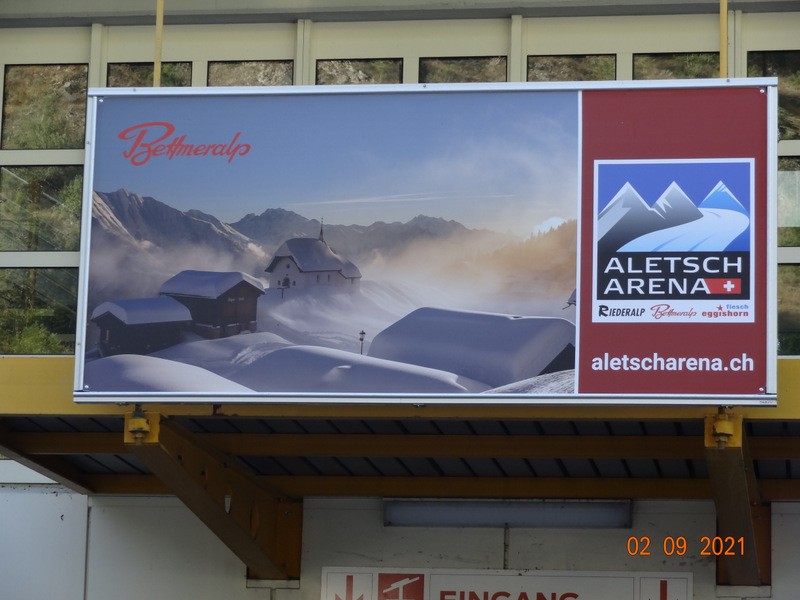 Bettmeralp
ALETSCH
ARENA
RIEDERALP Bettmeralp fiesch eggishorn
aletscharena.ch
02 09 2021
EINGANG